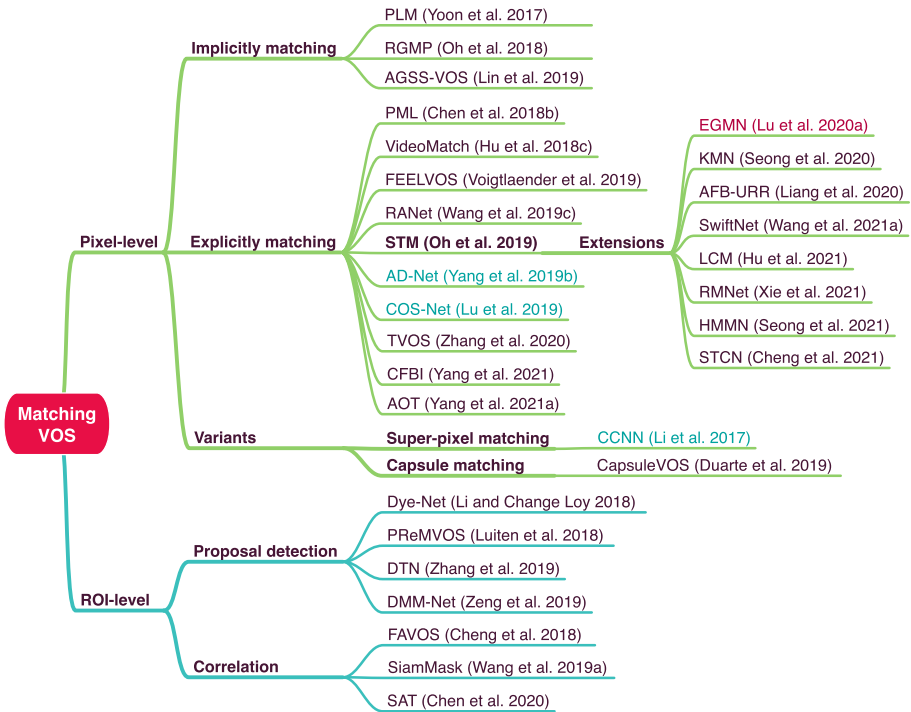 Matching
VOS
Pixel-level
Implicitly matching
PLM (Yoon et al. 2017)
RGMP (Oh et al. 2018)
AGSS-VOS (Lin et al. 2019)
Explicitly matching
PML (Chen et al. 2018b)
VideoMatch (Hu et al. 2018c)
FEELVOS (Voigtlaender et al. 2019)
RANet (Wang et al. 2019c)
STM (Oh et al. 2019)
Extensions
EGMN (Lu et al. 2020a)
KMN (Seong et al. 2020)
AFB-URR (Liang et al. 2020)
SwiftNet (Wang et al. 2021a)
LCM (Hu et al. 2021)
RMNet (Xie et al. 2021)
HMMN (Seong et al. 2021)
STCN (Cheng et al. 2021)
AD-Net (Yang et al. 2019b)
COS-Net (Lu et al. 2019)
TVOS (Zhang et al. 2020)
CFBI (Yang et al. 2021)
AOT (Yang et al. 2021a)
Variants
Super-pixel matching
CCNN (Li et al. 2017)
Capsule matching
CapsuleVOS (Duarte et al. 2019)
ROI-level
Proposal detection
Dye-Net (Li and Change Loy 2018)
PReMVOS (Luiten et al. 2018)
DTN (Zhang et al. 2019)
DMM-Net (Zeng et al. 2019)
Correlation
FAVOS (Cheng et al. 2018)
SiamMask (Wang et al. 2019a)
SAT (Chen et al. 2020)